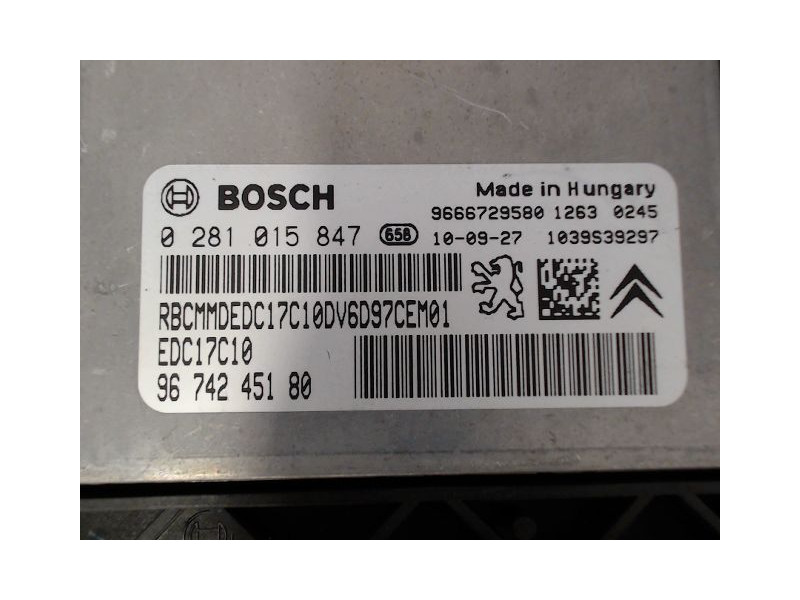 BOSCH
Made in Hungary
9666729580 1263 0245
0 281 015 847 658 10-09-27 1039S39297
RBCMMDEDC17C10DV6D97CEM01
EDC17C10
96 742 451 80